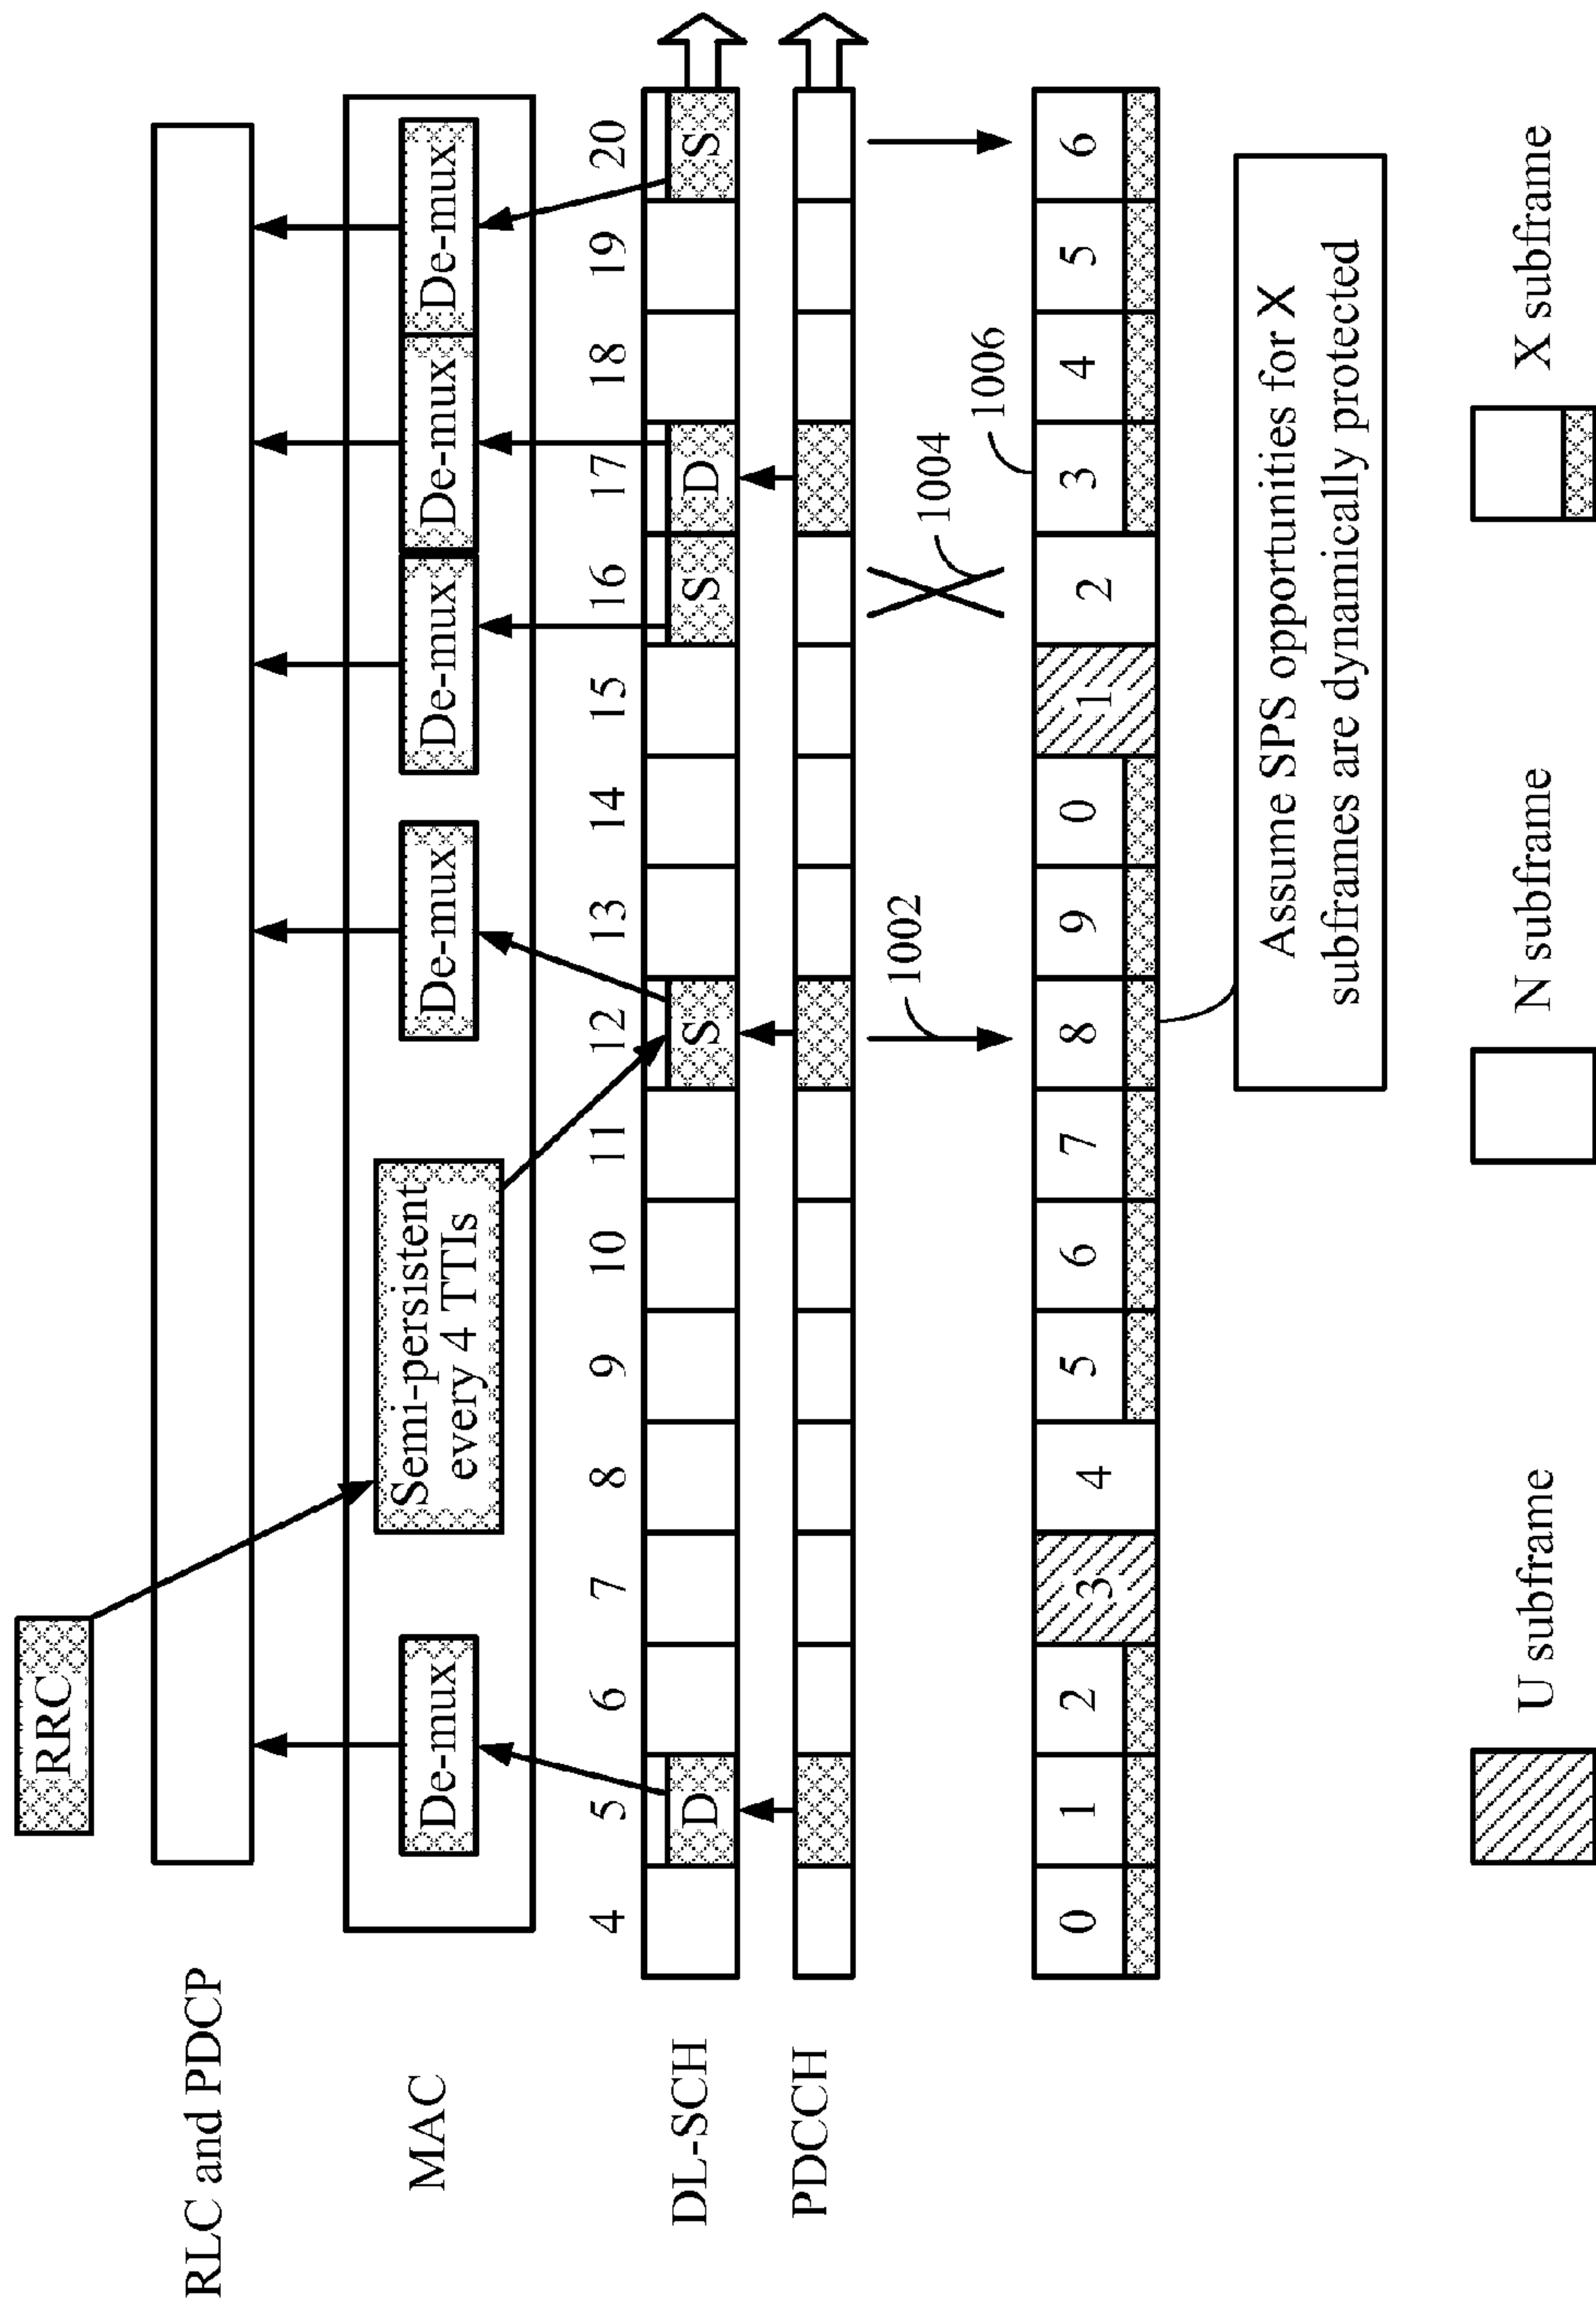 RRC
RLC and PDCP
MAC
De-mux
Semi-persistent
every 4 TTIs
De-mux
De-mux
De-mux
De-mux
4 5 6 7 8 9 10 11 12 13 14 15 16 17 18 19 20
DL-SCH
D S S D S
PDCCH
1002
1004
1006
0 1 2 3 4 5 6 7 8 9 0 1 2 3 4 5 6
Assume SPS opportunities for X
subframes are dynamically protected
U subframe
N subframe
X subframe